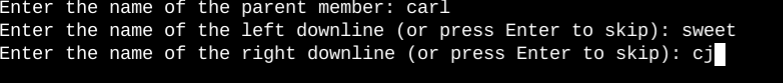 Enter the name of the parent member: carl
Enter the name of the left downline (or press Enter to skip): sweet
Enter the name of the right downline (or press Enter to skip): cj